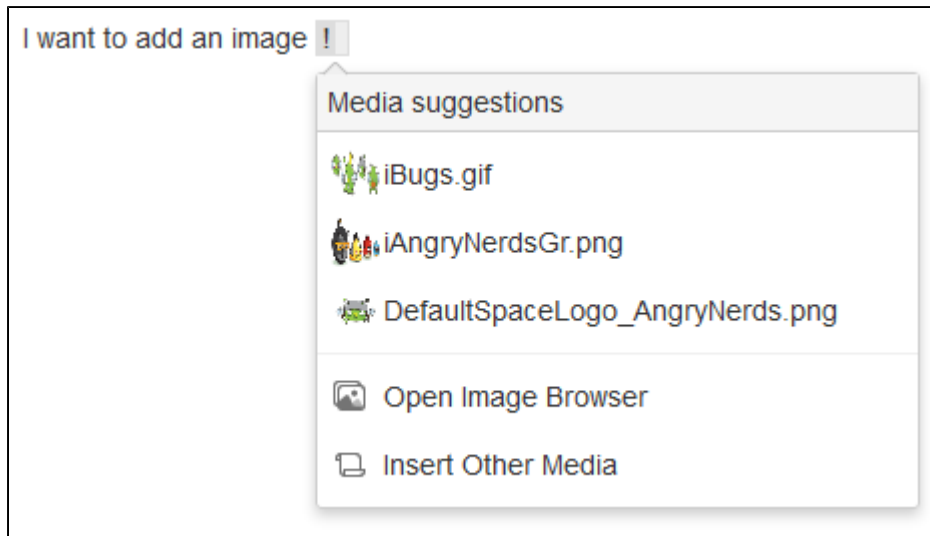 I want to add an image !
Media suggestions
iBugs.gif
iAngryNerdsGr.png
DefaultSpaceLogo_AngryNerds.png
Open Image Browser
Insert Other Media